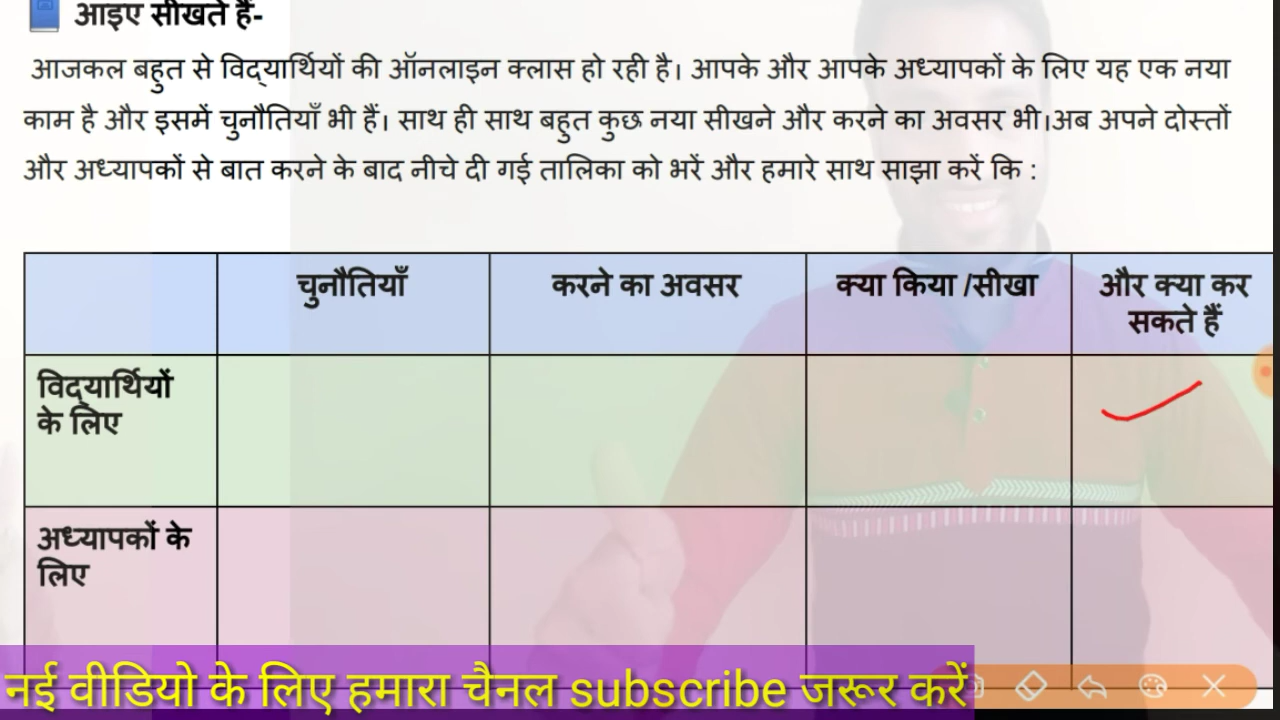 आइए सीखते हैं-
आजकल बहुत से विद्यार्थियों की ऑनलाइन क्लास हो रही है। आपके और आपके अध्यापकों के लिए यह एक नया
काम है और इसमें चुनौतियाँ भी हैं। साथ ही साथ बहुत कुछ नया सीखने और करने का अवसर भी।अब अपने दोस्तों
और अध्यापकों से बात करने के बाद नीचे दी गई तालिका को भरें और हमारे साथ साझा करें कि :
चुनौतियाँ करने का अवसर क्या किया /सीखा और क्या कर
सकते हैं
विद्यार्थियों
के लिए
अध्यापकों के
लिए
नई वीडियो के लिए हमारा चैनल subscribe जरूर करें